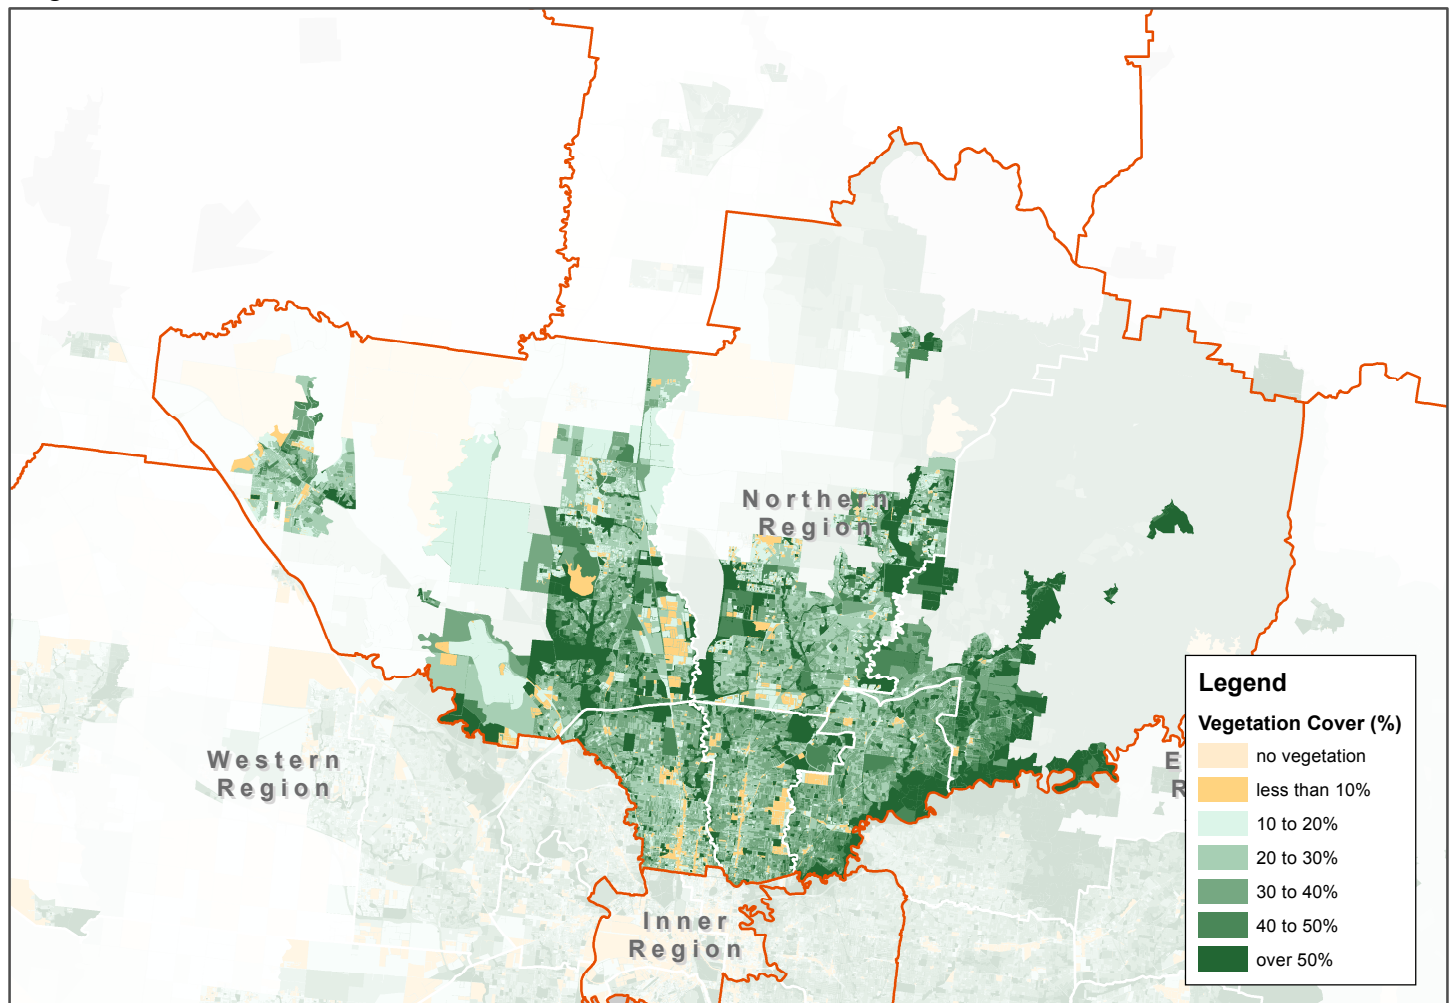 Northern
Region
Western
Region
Inner
Region
E
R
Legend
Vegetation Cover (%)
no vegetation
less than 10%
10 to 20%
20 to 30%
30 to 40%
40 to 50%
over 50%